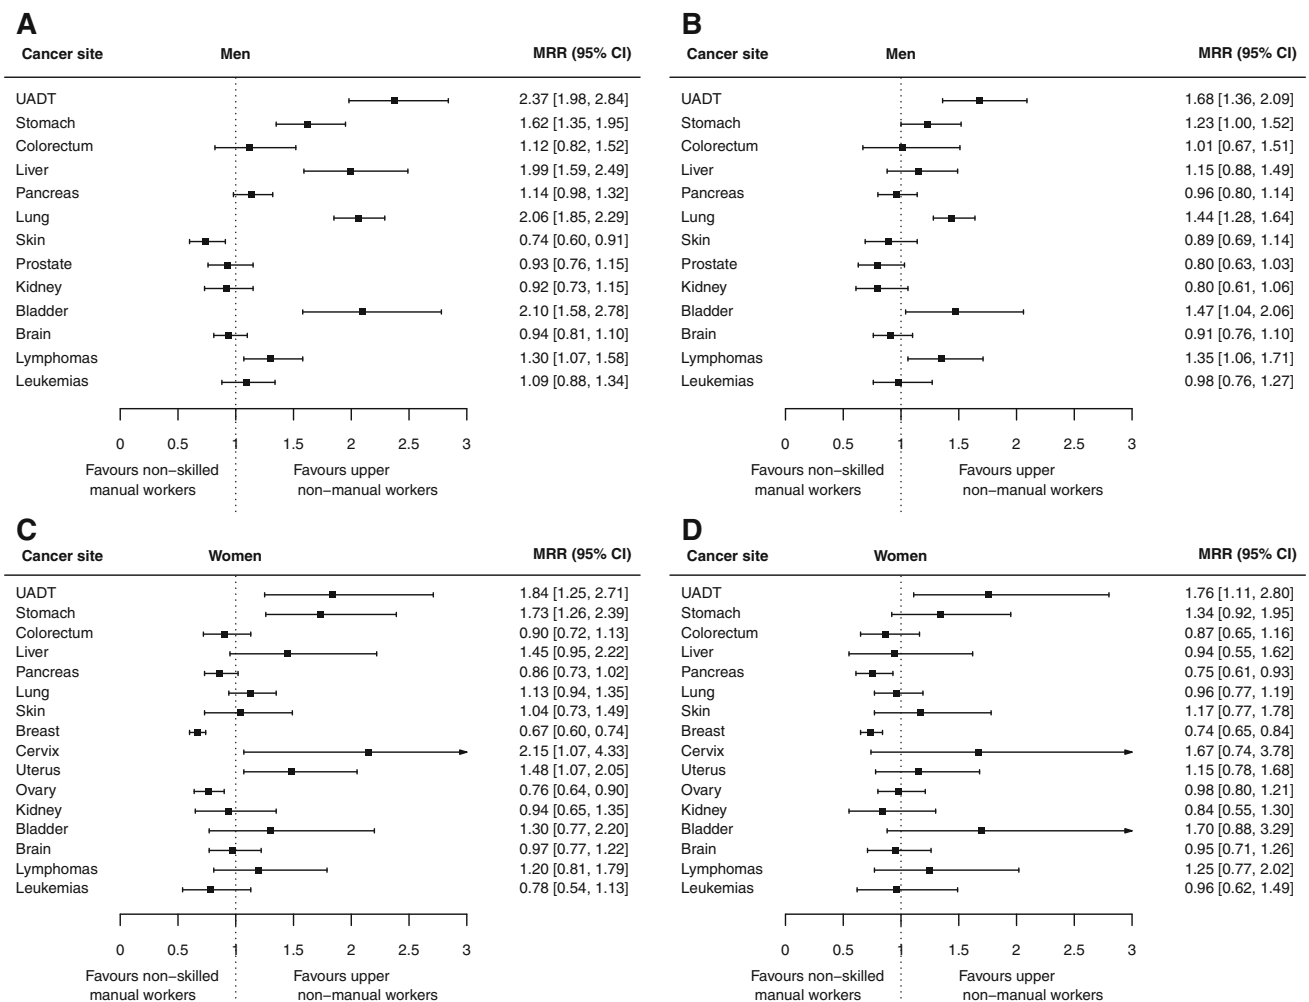 A
Cancer site Men MRR (95% CI)
UADT 2.37 [1.98, 2.84]
Stomach 1.62 [1.35, 1.95]
Colorectum 1.12 [0.82, 1.52]
Liver 1.99 [1.59, 2.49]
Pancreas 1.14 [0.98, 1.32]
Lung 2.06 [1.85, 2.29]
Skin 0.74 [0.60, 0.91]
Prostate 0.93 [0.76, 1.15]
Kidney 0.92 [0.73, 1.15]
Bladder 2.10 [1.58, 2.78]
Brain 0.94 [0.81, 1.10]
Lymphomas 1.30 [1.07, 1.58]
Leukemias 1.09 [0.88, 1.34]
0 0.5 1 1.5 2 2.5 3
Favours non−skilled Favours upper
manual workers non−manual workers
B
Cancer site Men MRR (95% CI)
UADT 1.68 [1.36, 2.09]
Stomach 1.23 [1.00, 1.52]
Colorectum 1.01 [0.67, 1.51]
Liver 1.15 [0.88, 1.49]
Pancreas 0.96 [0.80, 1.14]
Lung 1.44 [1.28, 1.64]
Skin 0.89 [0.69, 1.14]
Prostate 0.80 [0.63, 1.03]
Kidney 0.80 [0.61, 1.06]
Bladder 1.47 [1.04, 2.06]
Brain 0.91 [0.76, 1.10]
Lymphomas 1.35 [1.06, 1.71]
Leukemias 0.98 [0.76, 1.27]
0 0.5 1 1.5 2 2.5 3
Favours non−skilled Favours upper
manual workers non−manual workers
C
Cancer site Women MRR (95% CI)
UADT 1.84 [1.25, 2.71]
Stomach 1.73 [1.26, 2.39]
Colorectum 0.90 [0.72, 1.13]
Liver 1.45 [0.95, 2.22]
Pancreas 0.86 [0.73, 1.02]
Lung 1.13 [0.94, 1.35]
Skin 1.04 [0.73, 1.49]
Breast 0.67 [0.60, 0.74]
Cervix 2.15 [1.07, 4.33]
Uterus 1.48 [1.07, 2.05]
Ovary 0.76 [0.64, 0.90]
Kidney 0.94 [0.65, 1.35]
Bladder 1.30 [0.77, 2.20]
Brain 0.97 [0.77, 1.22]
Lymphomas 1.20 [0.81, 1.79]
Leukemias 0.78 [0.54, 1.13]
0 0.5 1 1.5 2 2.5 3
Favours non−skilled Favours upper
manual workers non−manual workers
D
Cancer site Women MRR (95% CI)
UADT 1.76 [1.11, 2.80]
Stomach 1.34 [0.92, 1.95]
Colorectum 0.87 [0.65, 1.16]
Liver 0.94 [0.55, 1.62]
Pancreas 0.75 [0.61, 0.93]
Lung 0.96 [0.77, 1.19]
Skin 1.17 [0.77, 1.78]
Breast 0.74 [0.65, 0.84]
Cervix 1.67 [0.74, 3.78]
Uterus 1.15 [0.78, 1.68]
Ovary 0.98 [0.80, 1.21]
Kidney 0.84 [0.55, 1.30]
Bladder 1.70 [0.88, 3.29]
Brain 0.95 [0.71, 1.26]
Lymphomas 1.25 [0.77, 2.02]
Leukemias 0.96 [0.62, 1.49]
0 0.5 1 1.5 2 2.5 3
Favours non−skilled Favours upper
manual workers non−manual workers